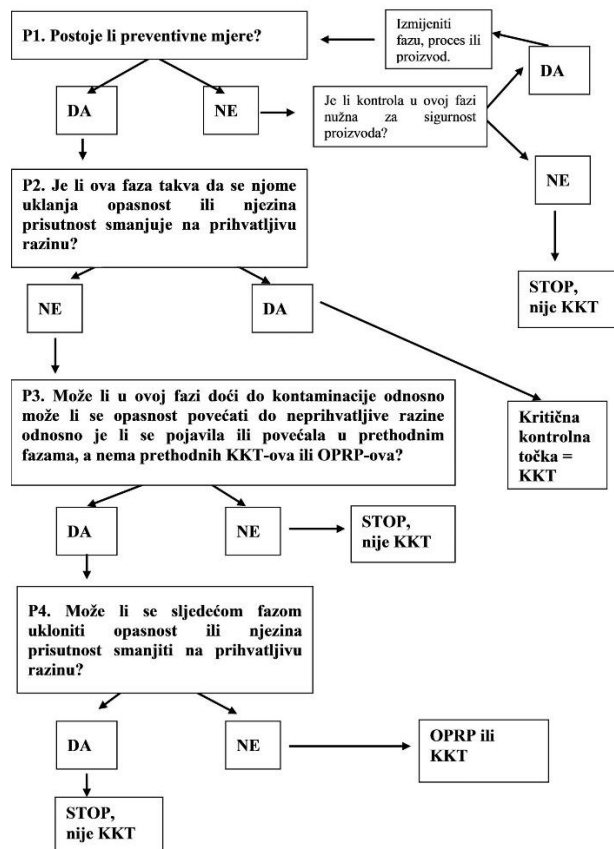 P1. Postoje li preventivne mjere?
Izmijeniti
fazu, proces ili
proizvod.
DA
NE
Je li kontrola u ovoj fazi
nužna za sigurnost
proizvoda?
DA
NE
STOP,
nije KKT
P2. Je li ova faza takva da se njome
uklanja opasnost ili njezina
prisutnost smanjuje na prihvatljivu
razinu?
NE
DA
Kritična
kontrolna
točka =
KKT
P3. Može li u ovoj fazi doći do kontaminacije odnosno
može li se opasnost povećati do neprihvatljive razine
odnosno je li se pojavila ili povećala u prethodnim
fazama, a nema prethodnih KKT-ova ili OPRP-ova?
DA
NE
STOP,
nije KKT
P4. Može li se sljedećom fazom
ukloniti opasnost ili njezina
prisutnost smanjiti na prihvatljivu
razinu?
DA
NE
OPRP ili
KKT
STOP,
nije KKT